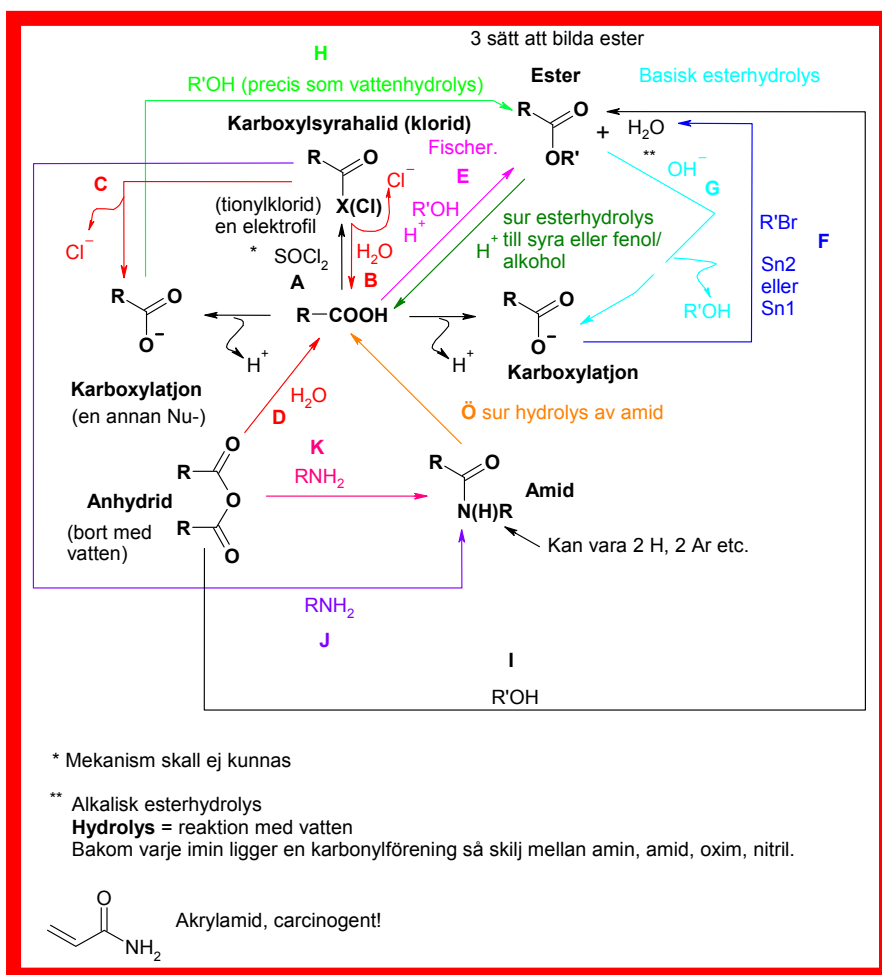 3 sätt att bilda ester
H
Ester
Basisk esterhydrolys
R'OH (precis som vattenhydrolys)
R
O
OR'
+ H2O
**
Karboxylsyrahalid (klorid)
R
O
X(Cl)
Fischer.
E
R'OH
H+
Cl−
OH−
G
C
Cl−
(tionylklorid)
en elektrofil
* SOCl2
A
H2O
B
sur esterhydrolys
H+ till syra eller fenol/
alkohol
R'Br
F
Sn2
eller
Sn1
R'OH
R
O
O−
R−COOH
R
O
O−
H+
H+
Karboxylatjon
(en annan Nu-)
Karboxylatjon
H2O
D
Ö sur hydrolys av amid
K
RNH2
R
O
O
R
O
Anhydrid
(bort med
vatten)
R
O
N(H)R
Amid
Kan vara 2 H, 2 Ar etc.
RNH2
J
I
R'OH
* Mekanism skall ej kunnas
** Alkalisk esterhydrolys
Hydrolys = reaktion med vatten
Bakom varje imin ligger en karbonylförening så skilj mellan amin, amid, oxim, nitril.
O
NH2
Akrylamid, carcinogent!